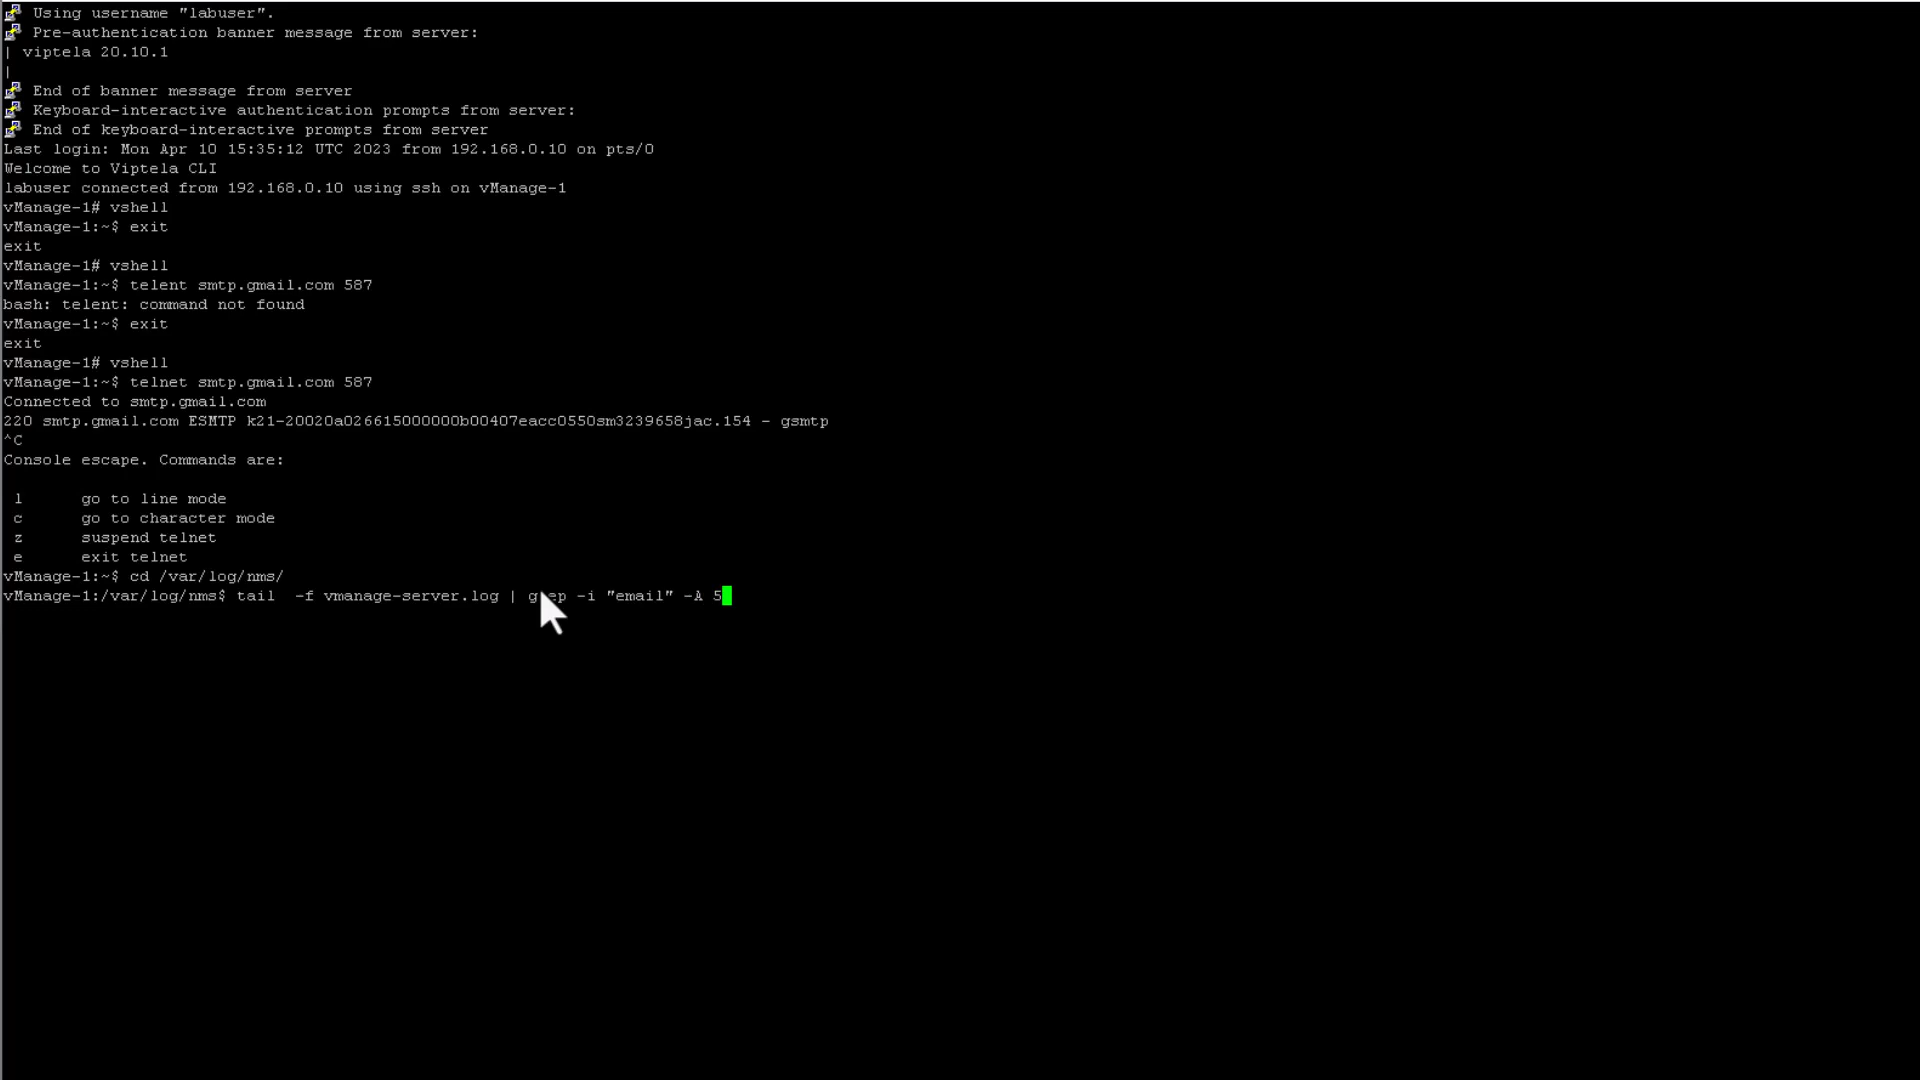 Using username "labuser".
Pre-authentication banner message from server:
| viptela 20.10.1
|
End of banner message from server
Keyboard-interactive authentication prompts from server:
End of keyboard-interactive prompts from server
Last login: Mon Apr 10 15:35:12 UTC 2023 from 192.168.0.10 on pts/0
Welcome to Viptela CLI
labuser connected from 192.168.0.10 using ssh on vManage-1
vManage-1# vshell
vManage-1:~$ exit
exit
vManage-1# vshell
vManage-1:~$ telent smtp.gmail.com 587
bash: telent: command not found
vManage-1:~$ exit
exit
vManage-1# vshell
vManage-1:~$ telnet smtp.gmail.com 587
Connected to smtp.gmail.com
220 smtp.gmail.com ESMTP k21-20020a026615000000b00407eacc0550sm3239658jac.154 - gsmtp
^C
Console escape. Commands are:
l go to line mode
c go to character mode
z suspend telnet
e exit telnet
vManage-1:~$ cd /var/log/nms/
vManage-1:/var/log/nms$ tail -f vmanage-server.log | grep -i "email" -A 5